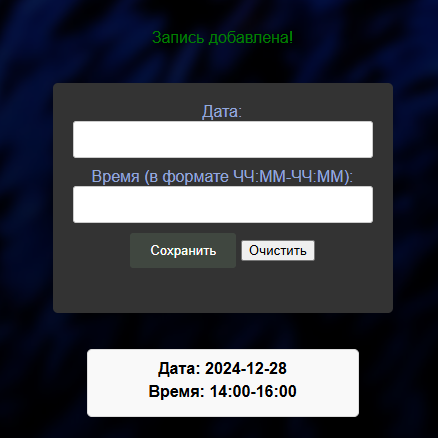 Запись добавлена!
Дата:
Время (в формате ЧЧ:ММ-ЧЧ:ММ):
Сохранить Очистить
Дата: 2024-12-28
Время: 14:00-16:00